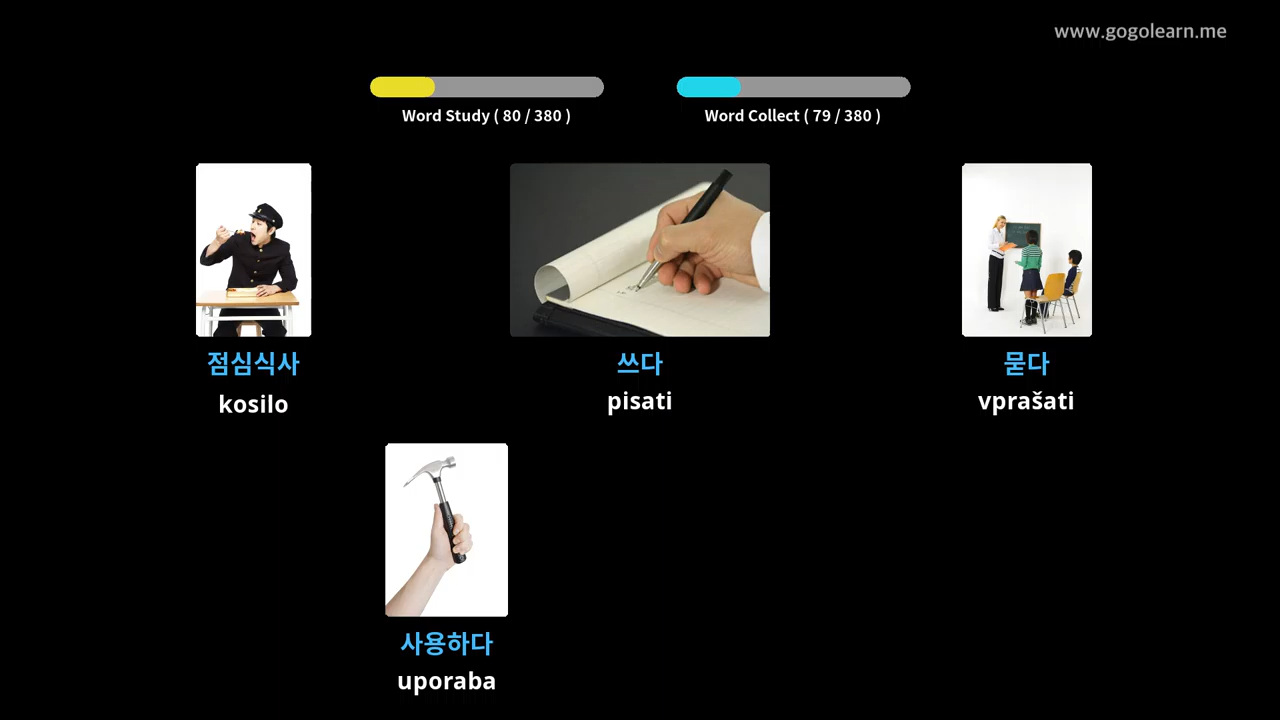 www.gogolearn.me
Word Study ( 80 / 380 )
Word Collect ( 79 / 380 )
점심식사
kosilo
쓰다
pisati
묻다
vprašati
사용하다
uporaba